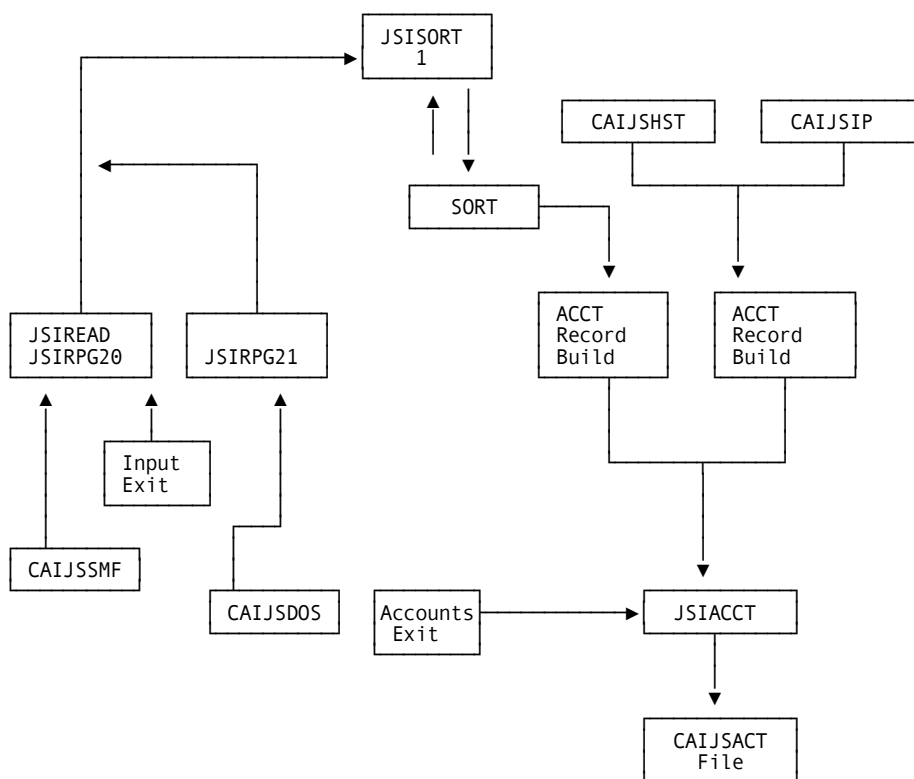 JSISORT
1
CAIJSHST
CAIJSIP
SORT
JSIREAD
JSIRPG20
JSIRPG21
ACCT
Record
Build
ACCT
Record
Build
Input
Exit
CAIJSSMF
CAIJSDOS
Accounts
Exit
JSIACCT
CAIJSACT
File